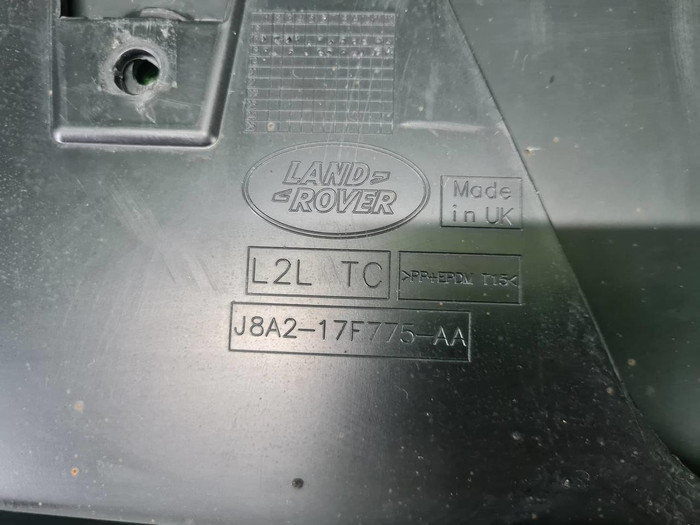 LAND
ROVER
Made
in UK
L2L TC
>PP+EPDM T15<
J8A2-17F775-AA